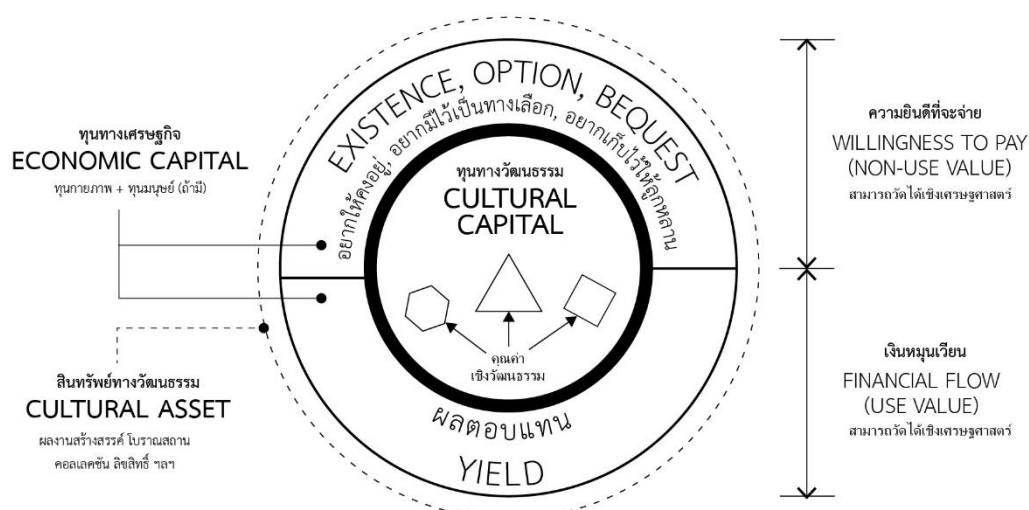 ทุนทางเศรษฐกิจ
ECONOMIC CAPITAL
ทุนกายภาพ + ทุนมนุษย์ (ถ้ามี)
สินทรัพย์ทางวัฒนธรรม
CULTURAL ASSET
ผลงานสร้างสรรค์ โบราณสถาน
คอลเลคชัน ลิขสิทธิ์ ฯลฯ
EXISTENCE, OPTION, BEQUEST
อยากให้คงอยู่, อยากมีไว้เป็นทางเลือก, อยากเก็บไว้ให้ลูกหลาน
ทุนทางวัฒนธรรม
CULTURAL
CAPITAL
คุณค่า
เชิงวัฒนธรรม
ผลตอบแทน
YIELD
ความยินดีที่จะจ่าย
WILLINGNESS TO PAY
(NON-USE VALUE)
สามารถวัดได้เชิงเศรษฐศาสตร์
เงินหมุนเวียน
FINANCIAL FLOW
(USE VALUE)
สามารถวัดได้เชิงเศรษฐศาสตร์